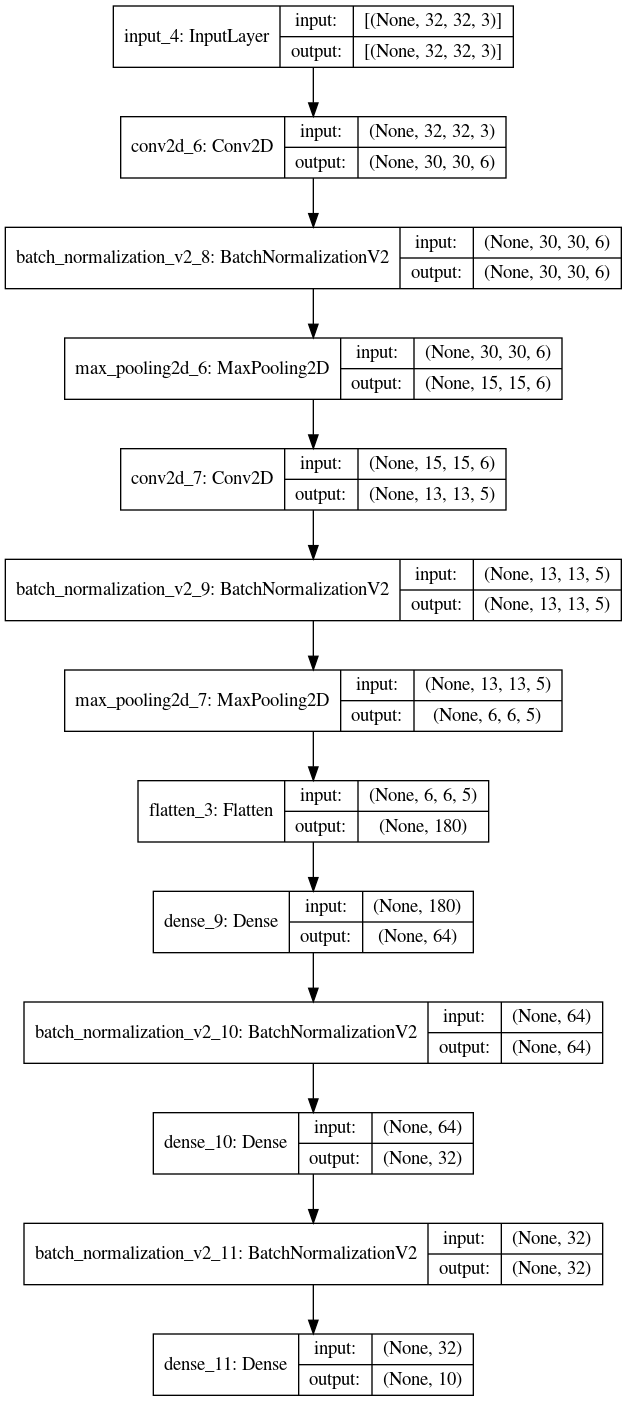 input_4: InputLayer
input: [(None, 32, 32, 3)]
output: [(None, 32, 32, 3)]
conv2d_6: Conv2D
input: (None, 32, 32, 3)
output: (None, 30, 30, 6)
batch_normalization_v2_8: BatchNormalizationV2
input: (None, 30, 30, 6)
output: (None, 30, 30, 6)
max_pooling2d_6: MaxPooling2D
input: (None, 30, 30, 6)
output: (None, 15, 15, 6)
conv2d_7: Conv2D
input: (None, 15, 15, 6)
output: (None, 13, 13, 5)
batch_normalization_v2_9: BatchNormalizationV2
input: (None, 13, 13, 5)
output: (None, 13, 13, 5)
max_pooling2d_7: MaxPooling2D
input: (None, 13, 13, 5)
output: (None, 6, 6, 5)
flatten_3: Flatten
input: (None, 6, 6, 5)
output: (None, 180)
dense_9: Dense
input: (None, 180)
output: (None, 64)
batch_normalization_v2_10: BatchNormalizationV2
input: (None, 64)
output: (None, 64)
dense_10: Dense
input: (None, 64)
output: (None, 32)
batch_normalization_v2_11: BatchNormalizationV2
input: (None, 32)
output: (None, 32)
dense_11: Dense
input: (None, 32)
output: (None, 10)